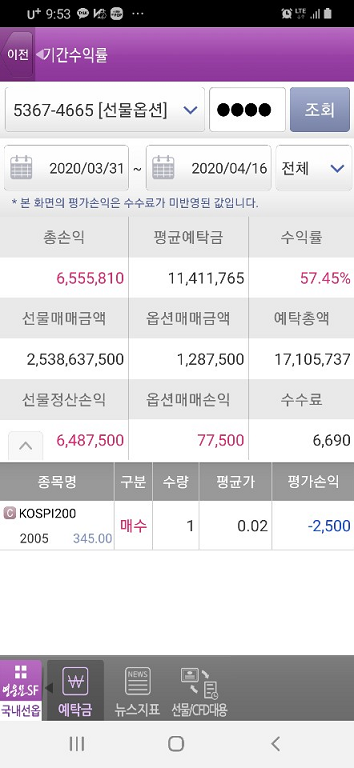 U+ 9:53 ... LTE
이전 기간수익률
5367-4665 [선물옵션] ●●●● 조회
2020/03/31 ~ 2020/04/16 전체
* 본 화면의 평가손익은 수수료가 미반영된 값입니다.
총손익 평균예탁금 수익률
6,555,810 11,411,765 57.45%
선물매매금액 옵션매매금액 예탁총액
2,538,637,500 1,287,500 17,105,737
선물정산손익 옵션매매손익 수수료
6,487,500 77,500 6,690
종목명 구분 수량 평균가 평가손익
C KOSPI200 매수 1 0.02 -2,500
2005 345.00
영웅문SF NEWS
국내선옵 예탁금 뉴스지표 선물/CFD대용